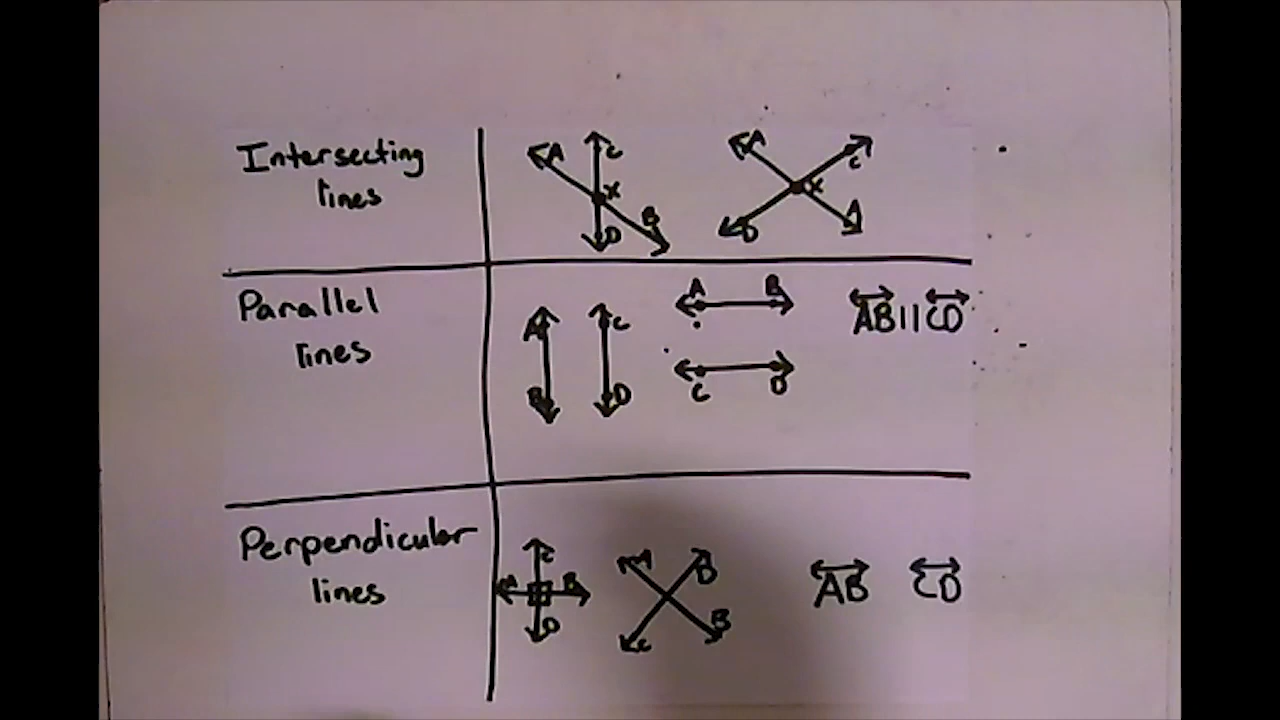 Intersecting
lines
A C X B D
A C X D A
Parallel
lines
A C B D
A B C D
AB || CD
Perpendicular
lines
C A B D
A D B C
AB CD